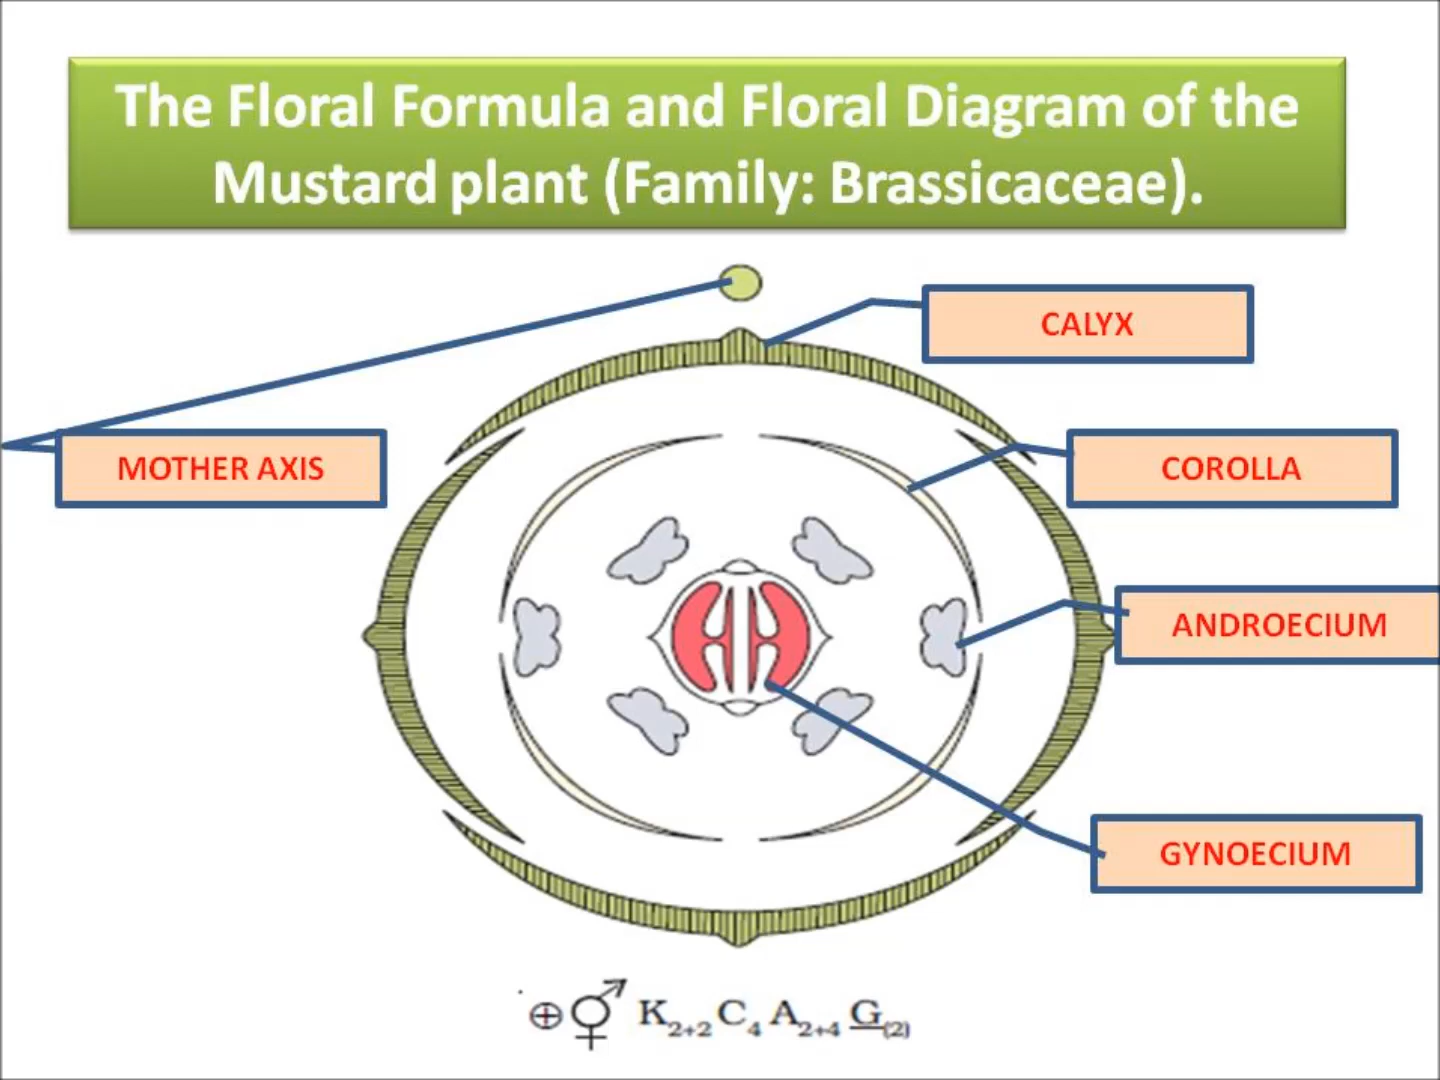 The Floral Formula and Floral Diagram of the
Mustard plant (Family: Brassicaceae).
CALYX
MOTHER AXIS
COROLLA
ANDROECIUM
GYNOECIUM
⊕ ⚥ K2+2 C4 A2+4 G(2)